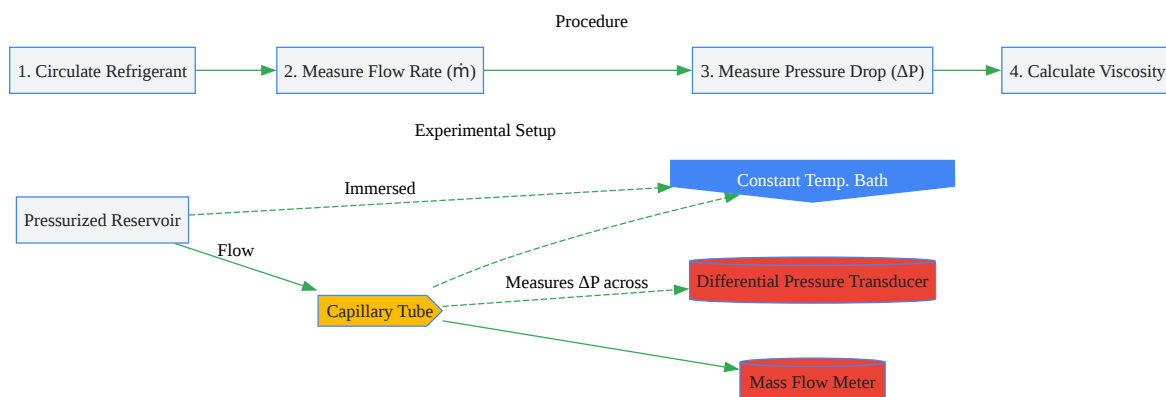 Procedure
1. Circulate Refrigerant
2. Measure Flow Rate (ṁ)
3. Measure Pressure Drop (ΔP)
4. Calculate Viscosity
Experimental Setup
Constant Temp. Bath
Immersed
Pressurized Reservoir
Flow
Measures ΔP across
Differential Pressure Transducer
Capillary Tube
Mass Flow Meter